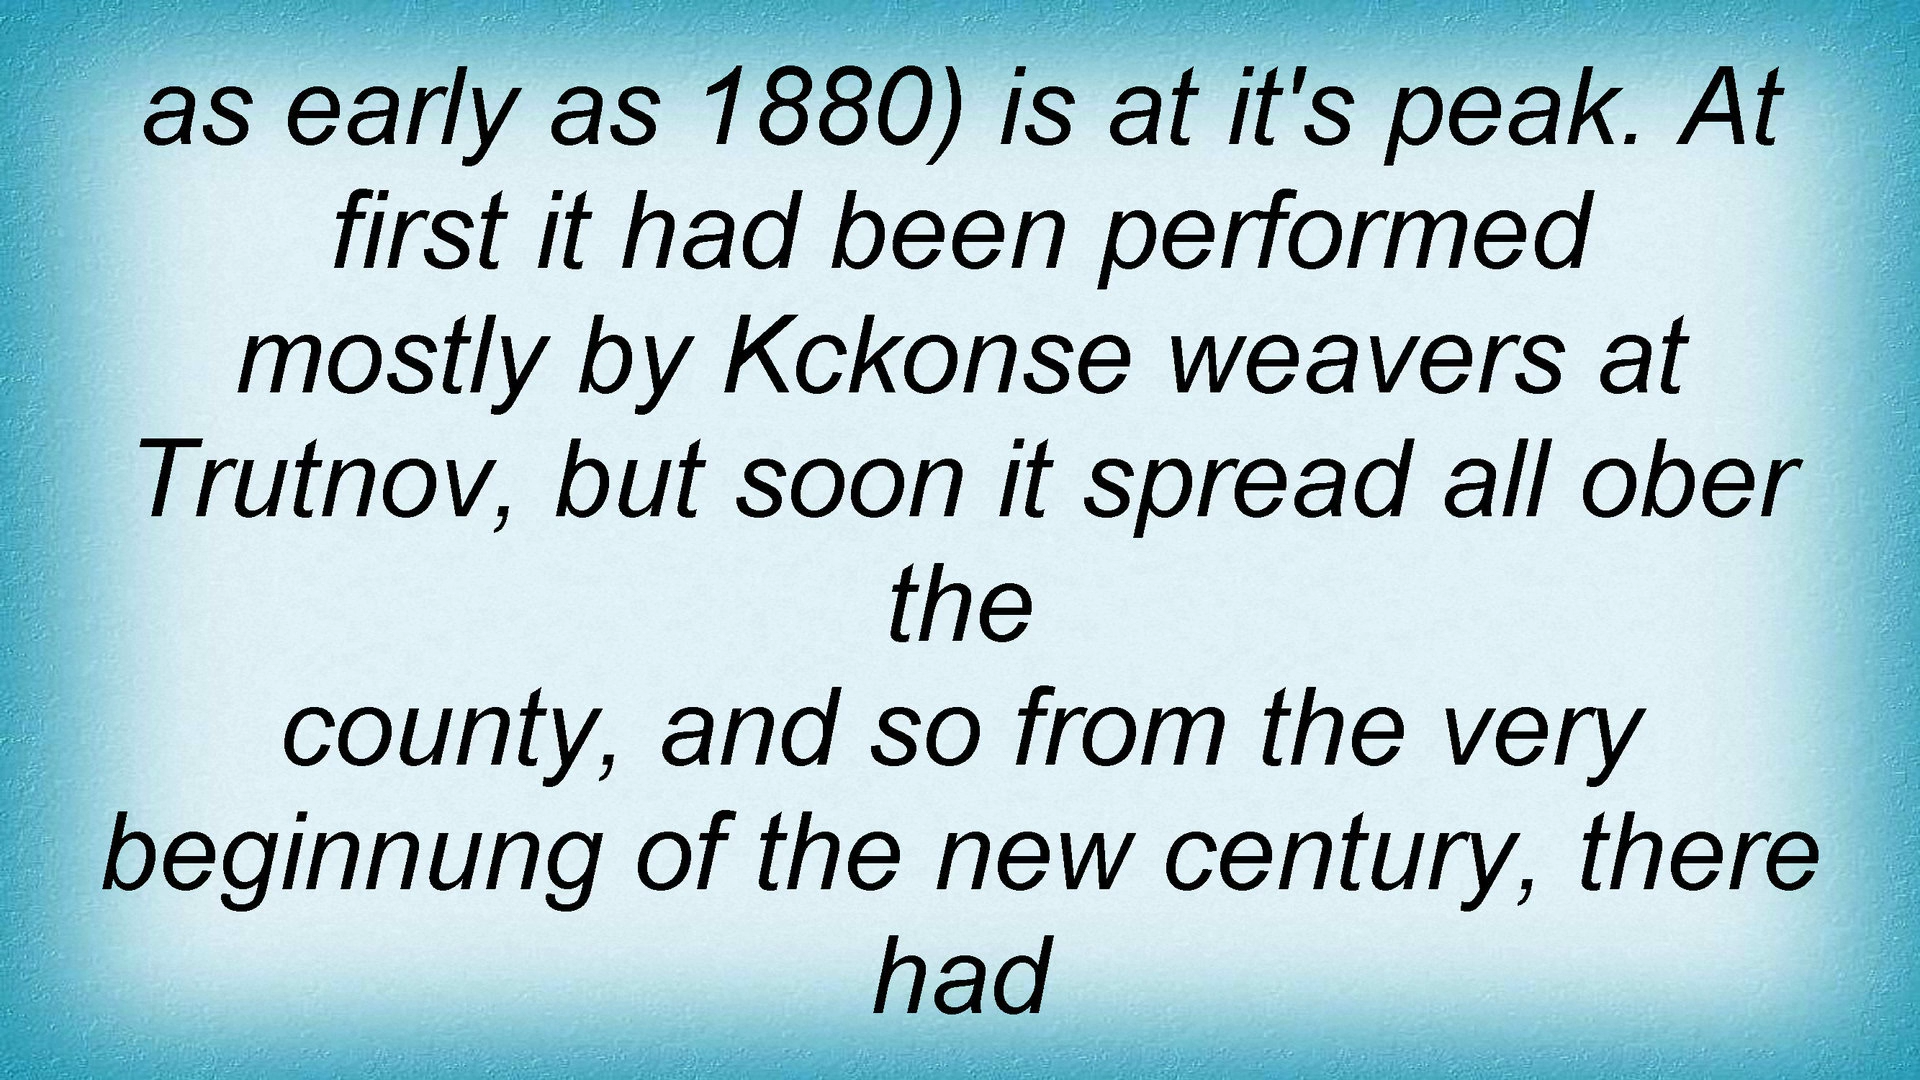 as early as 1880) is at it's peak. At
first it had been performed
mostly by Kckonse weavers at
Trutnov, but soon it spread all ober
the
county, and so from the very
beginnung of the new century, there
had